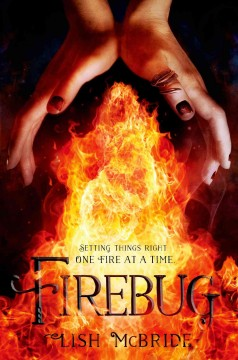 Setting things right
one fire at a time
Firebug
Lish McBride